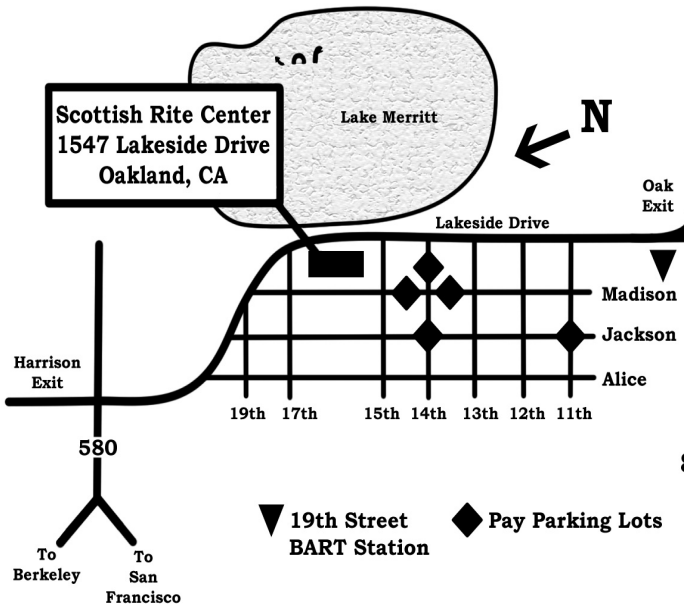 Scottish Rite Center
1547 Lakeside Drive
Oakland, CA
Lake Merritt
N
Oak
Exit
Lakeside Drive
Madison
Jackson
Alice
Harrison
Exit
19th
17th
15th
14th
13th
12th
11th
580
To
Berkeley
To
San
Francisco
19th Street
BART Station
Pay Parking Lots